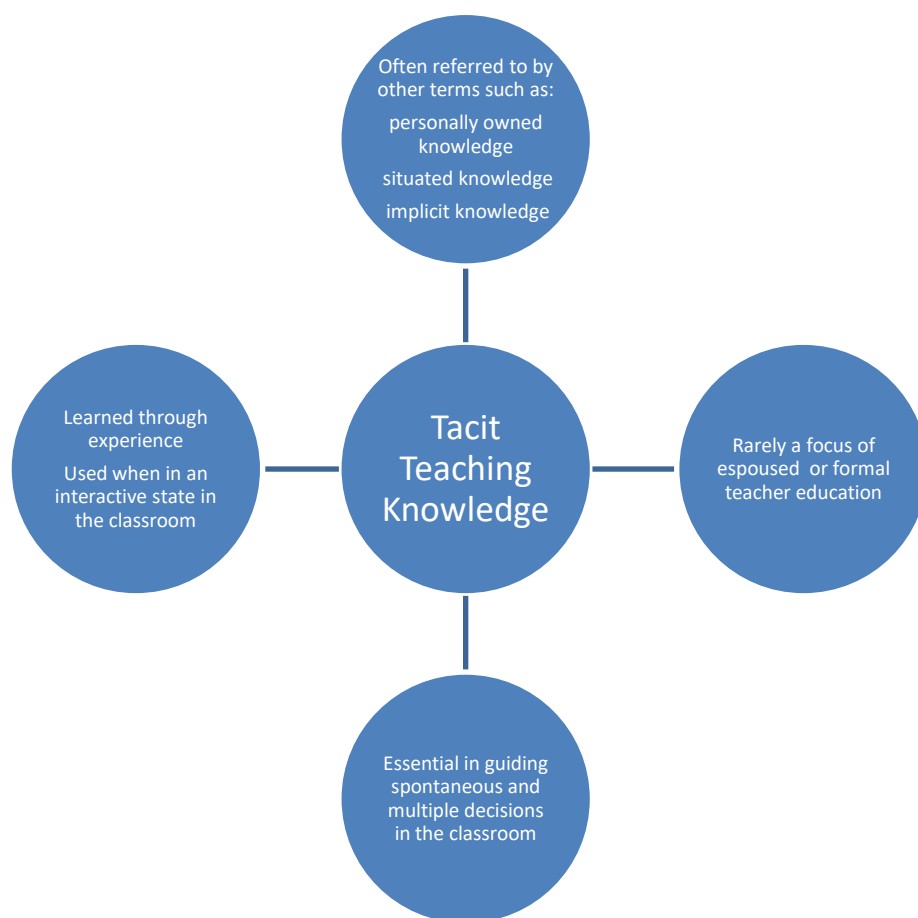 Often referred to by
other terms such as:
personally owned
knowledge
situated knowledge
implicit knowledge
Learned through
experience
Used when in an
interactive state in
the classroom
Tacit
Teaching
Knowledge
Rarely a focus of
espoused  or formal
teacher education
Essential in guiding
spontaneous and
multiple decisions
in the classroom